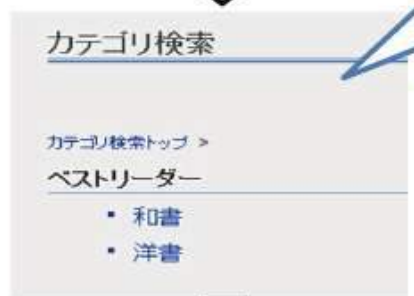 カテゴリ検索
カテゴリ検索トップ >
ベストリーダー
• 和書
• 洋書